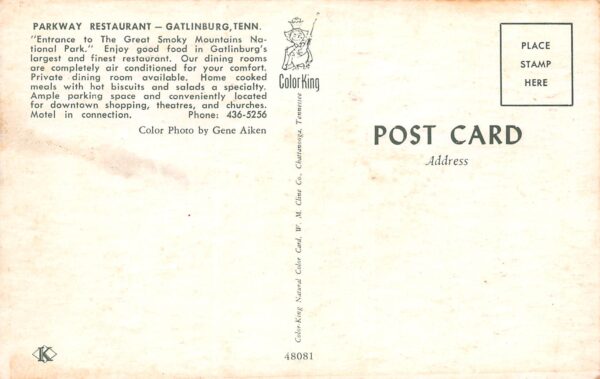 PARKWAY RESTAURANT — GATLINBURG, TENN.
"Entrance to The Great Smoky Mountains Na-
tional Park." Enjoy good food in Gatlinburg's
largest and finest restaurant. Our dining rooms
are completely air conditioned for your comfort.
Private dining room available. Home cooked
meals with hot biscuits and salads a specialty.
Ample parking space and conveniently located
for downtown shopping, theatres, and churches.
Motel in connection. Phone: 436-5256
Color Photo by Gene Aiken
Color King
Color-King Natural Color Card, W. M. Cline Co., Chattanooga, Tennessee
PLACE
STAMP
HERE
POST CARD
Address
K
48081